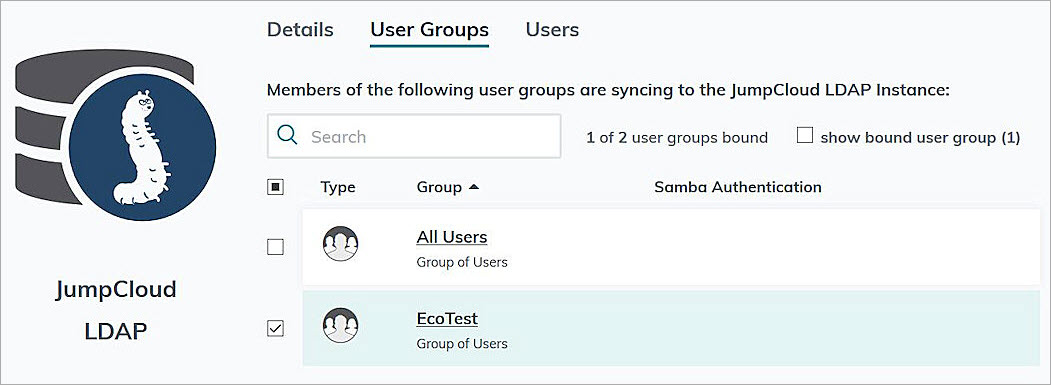 Details User Groups Users
Members of the following user groups are syncing to the JumpCloud LDAP Instance:
Search 1 of 2 user groups bound show bound user group (1)
Type Group Samba Authentication
All Users
Group of Users
EcoTest
Group of Users
JumpCloud
LDAP